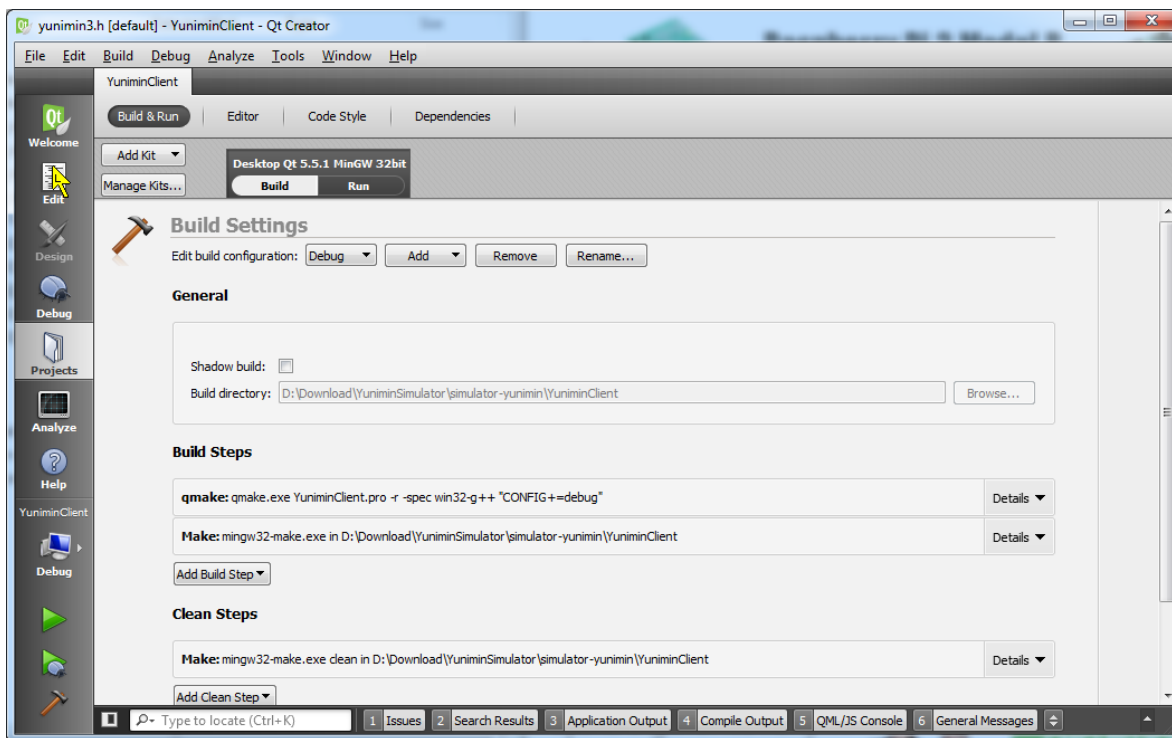 yunimin3.h [default] - YuniminClient - Qt Creator
File Edit Build Debug Analyze Tools Window Help
YuniminClient
Build & Run Editor Code Style Dependencies
Add Kit
Manage Kits...
Desktop Qt 5.5.1 MinGW 32bit
Build Run
Welcome
Edit
Design
Debug
Projects
Analyze
Help
YuniminClient
Debug
Build Settings
Edit build configuration: Debug Add Remove Rename...
General
Shadow build:
Build directory: D:\Download\YuniminSimulator\simulator-yunimin\YuniminClient Browse...
Build Steps
qmake: qmake.exe YuniminClient.pro -r -spec win32-g++ "CONFIG+=debug" Details
Make: mingw32-make.exe in D:\Download\YuniminSimulator\simulator-yunimin\YuniminClient Details
Add Build Step
Clean Steps
Make: mingw32-make.exe clean in D:\Download\YuniminSimulator\simulator-yunimin\YuniminClient Details
Add Clean Step
Type to locate (Ctrl+K) 1 Issues 2 Search Results 3 Application Output 4 Compile Output 5 QML/JS Console 6 General Messages